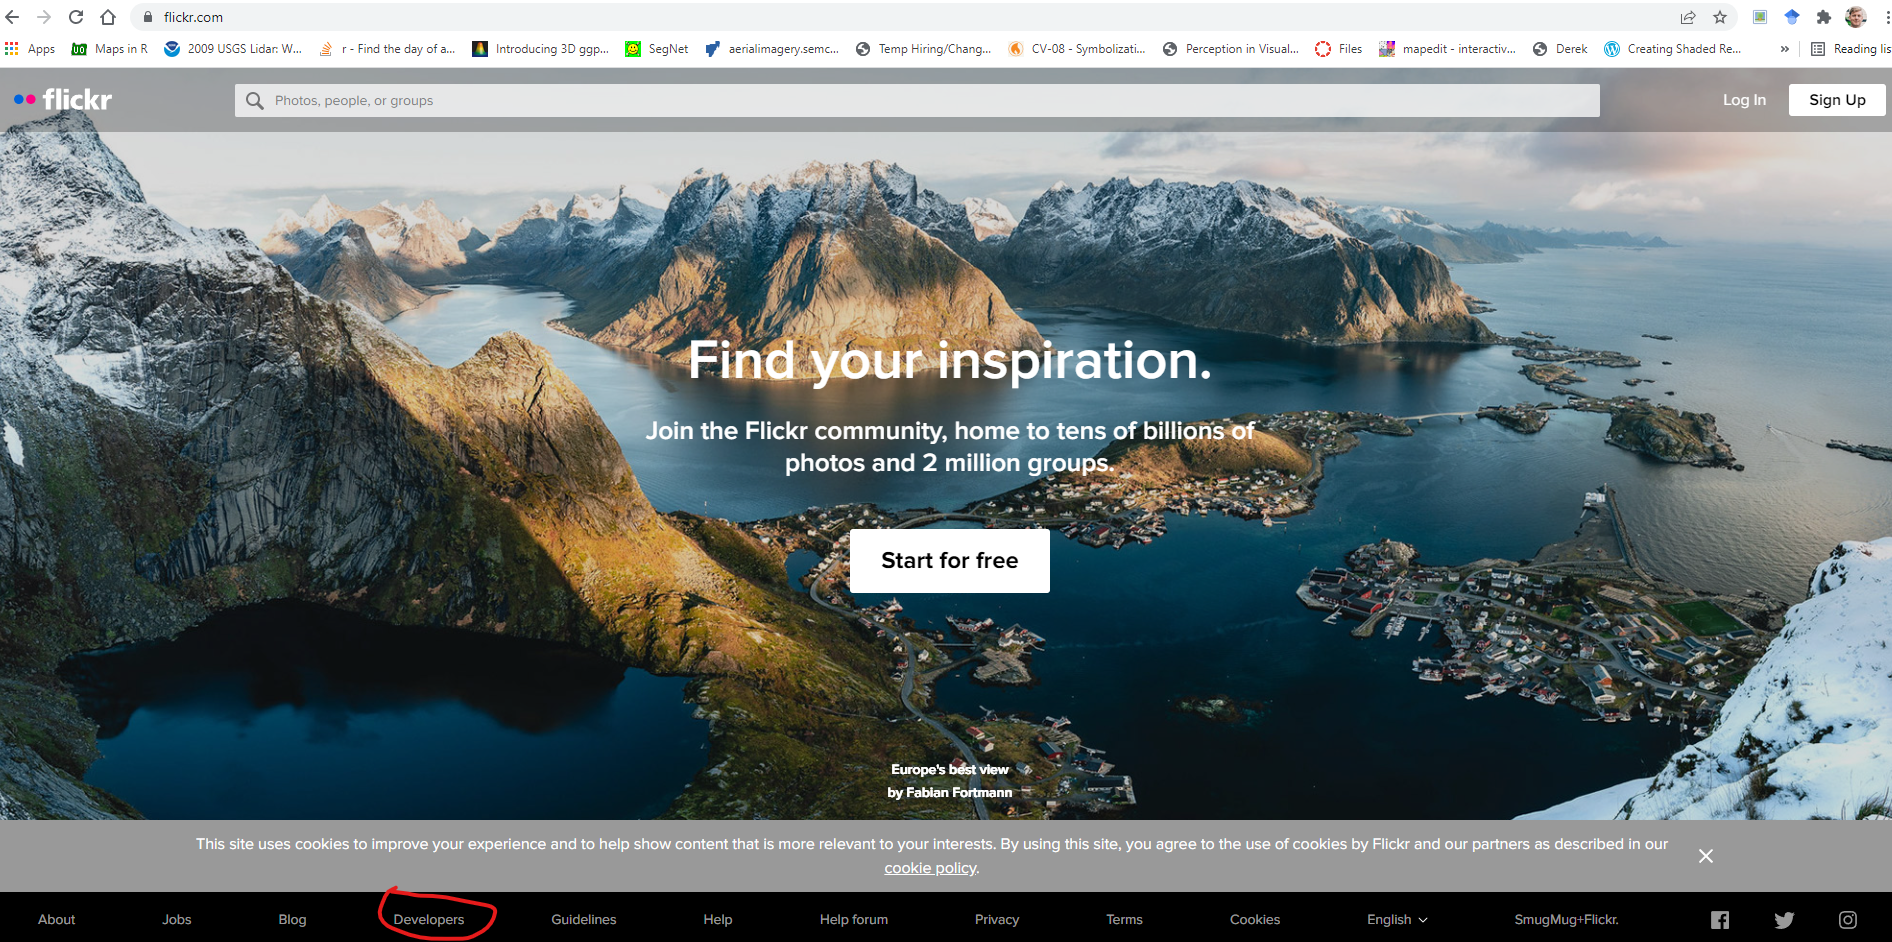 flickr.com
Apps Maps in R 2009 USGS Lidar: W... r - Find the day of a... Introducing 3D ggp... SegNet aerialimagery.semc... Temp Hiring/Chang... CV-08 - Symbolizati... Perception in Visual... Files mapedit - interactiv... Derek Creating Shaded Re... » Reading lis
flickr Photos, people, or groups Log In Sign Up
Find your inspiration.
Join the Flickr community, home to tens of billions of
photos and 2 million groups.
Start for free
Europe's best view
by Fabian Fortmann
This site uses cookies to improve your experience and to help show content that is more relevant to your interests. By using this site, you agree to the use of cookies by Flickr and our partners as described in our
cookie policy.
About Jobs Blog Developers Guidelines Help Help forum Privacy Terms Cookies English SmugMug+Flickr.